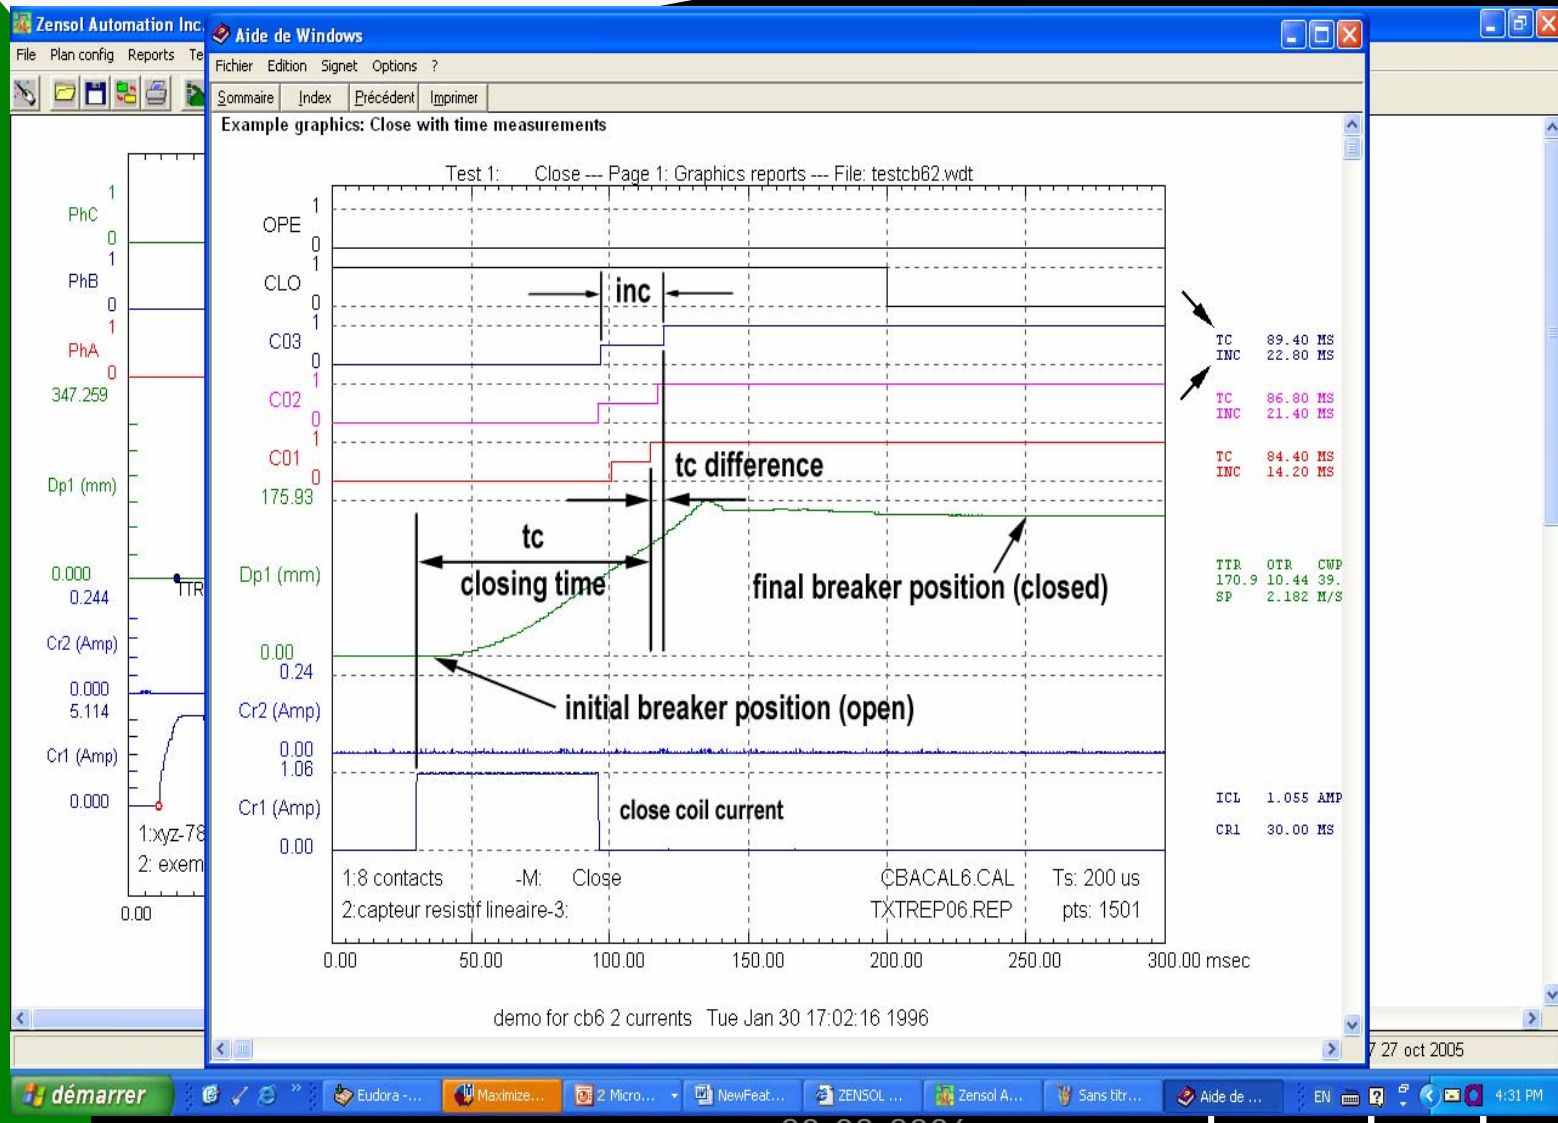 Zensol Automation Inc.
File Plan config Reports Te
Aide de Windows
Fichier Edition Signet Options ?
Sommaire Index Précédent Imprimer
Example graphics: Close with time measurements
Test 1: Close --- Page 1: Graphics reports --- File: testcb62.wdt
1
PhC
0
1
PhB
0
1
PhA
0
347.259
Dp1 (mm)
0.000
TTR
0.244
Cr2 (Amp)
0.000
5.114
Cr1 (Amp)
0.000
1:xyz-78
2: exem
0.00
1
OPE
0
1
CLO
0
inc
1
C03
0
TC 89.40 MS
INC 22.80 MS
1
C02
0
TC 86.80 MS
INC 21.40 MS
1
C01
0
TC 84.40 MS
INC 14.20 MS
tc difference
175.93
tc
closing time
Dp1 (mm)
final breaker position (closed)
TTR OTR CWP
170.9 10.44 39.
SP 2.182 M/S
0.00
0.24
initial breaker position (open)
Cr2 (Amp)
0.00
1.06
Cr1 (Amp)
close coil current
0.00
ICL 1.055 AMP
CR1 30.00 MS
1:8 contacts -M: Close CBACAL6.CAL Ts: 200 us
2:capteur resistif lineaire-3: TXTREP06.REP pts: 1501
0.00 50.00 100.00 150.00 200.00 250.00 300.00 msec
demo for cb6 2 currents Tue Jan 30 17:02:16 1996
7 27 oct 2005
démarrer
Eudora -...
Maximize...
2 Micro...
NewFeat...
ZENSOL ...
Zensol A...
Sans titr...
Aide de ...
EN
4:31 PM